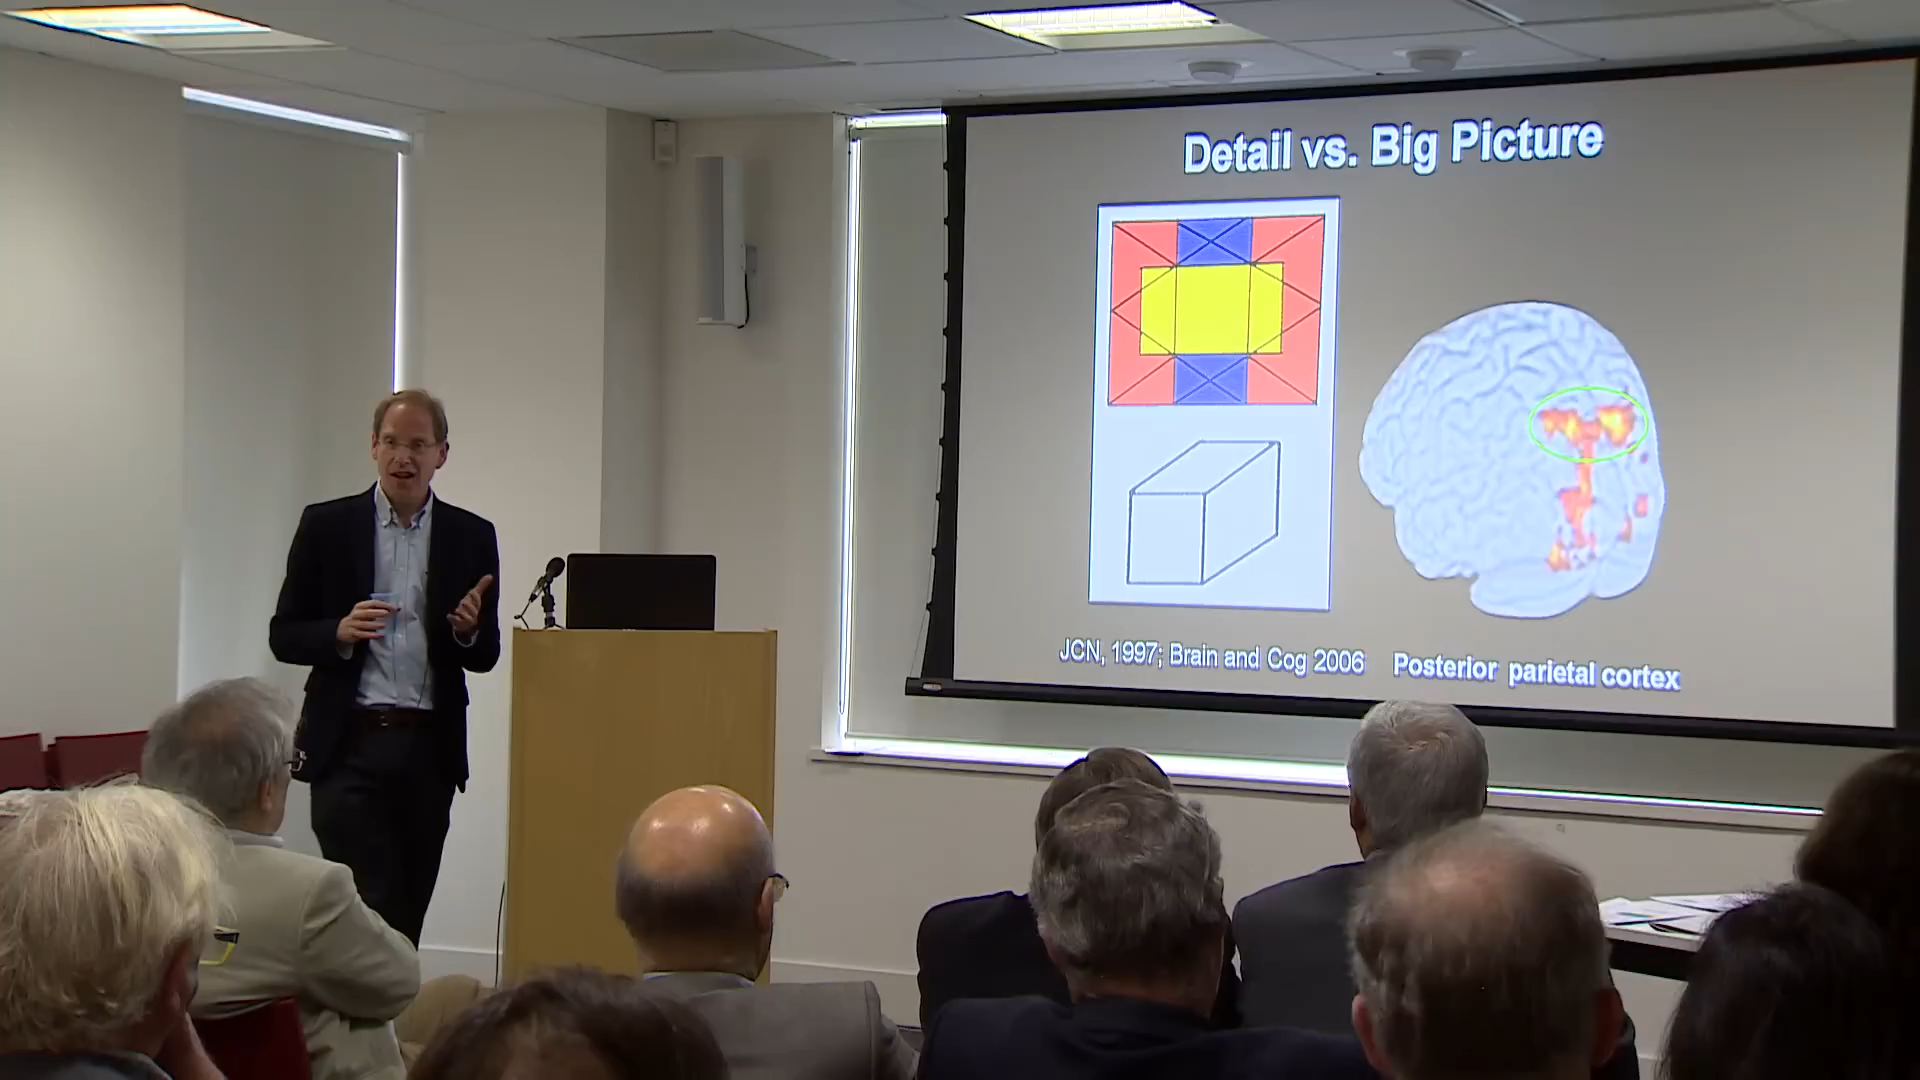 Detail vs. Big Picture
JCN, 1997; Brain and Cog 2006 Posterior parietal cortex